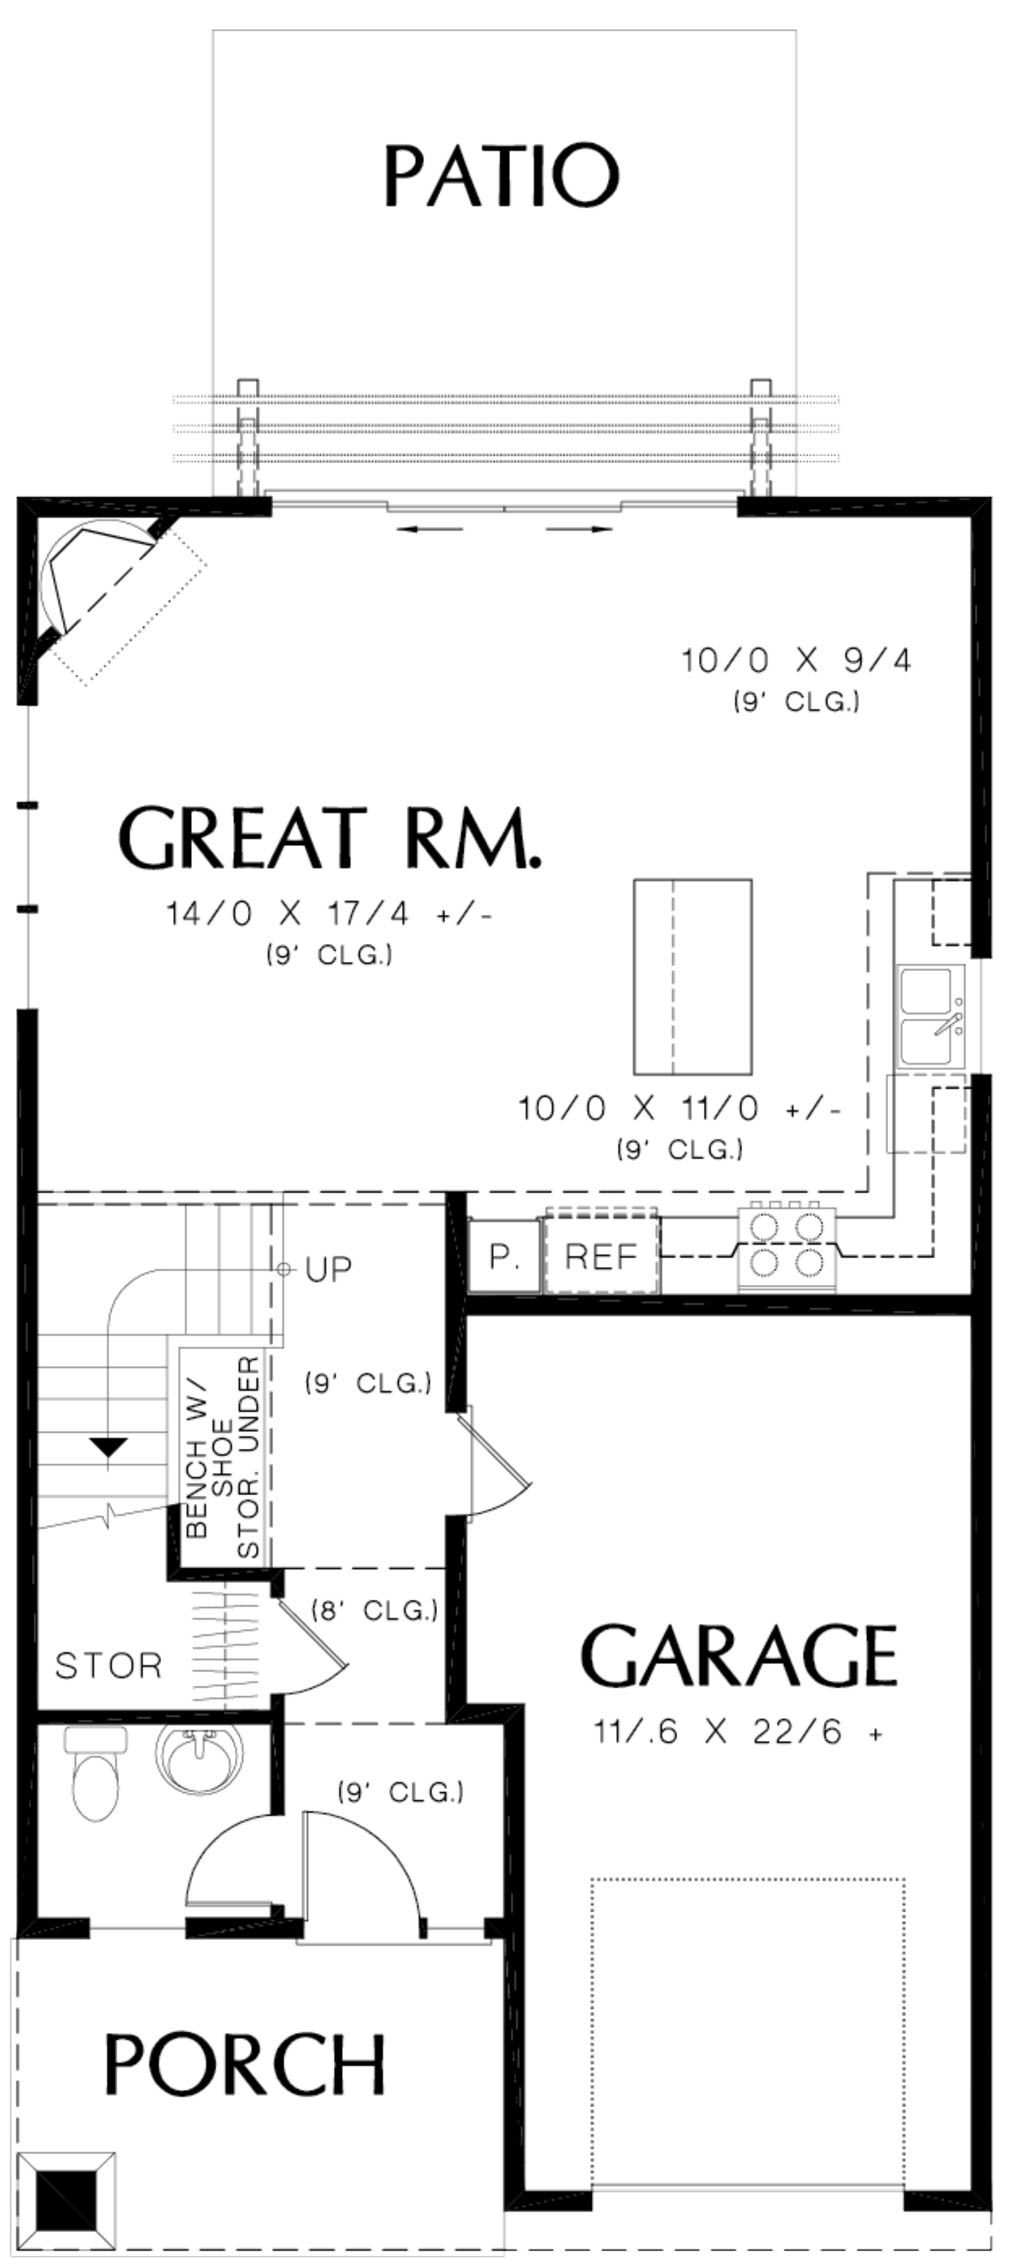 PATIO
10/0 X 9/4
(9' CLG.)
GREAT RM.
14/0 X 17/4 +/-
(9' CLG.)
10/0 X 11/0 +/-
(9' CLG.)
P.
REF
UP
(9' CLG.)
BENCH W/
SHOE
STOR. UNDER
(8' CLG.)
STOR
GARAGE
11/.6 X 22/6 +
(9' CLG.)
PORCH